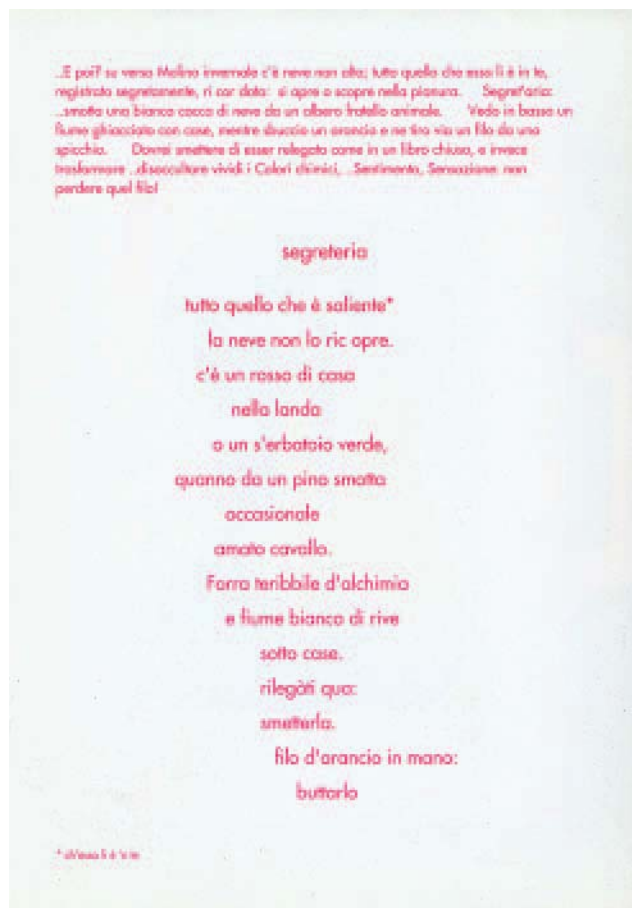 ..E poi? su verso Molino invernale c'è neve non alta; tutto quello che essa lì è in te,
registrato segretamente, ri cor data: si apre o scopre nella pianura. Segret'aria:
..smotta una bianca cacca di neve da un albero fratello animale. Vedo in basso un
fiume ghiacciato con case, mentre sbuccio un arancio e ne tiro via un filo da uno
spicchio. Dovrei smettere di esser relegato come in un libro chiuso, e invece
trasformare ..disoccultare vividi i Colori chimici, ..Sentimento, Sensazione: non
perdere quel filo!
segreteria
tutto quello che è saliente*
la neve non lo ric opre.
c'è un rosso di casa
nella landa
o un s'erbatoio verde,
quanno da un pino smotta
occasionale
amato cavallo.
Forra teribbile d'alchimia
e fiume bianco di rive
sotto case.
rilegàti qua:
smetterla.
filo d'arancio in mano:
buttarlo
* ch'essa lì è 'n te